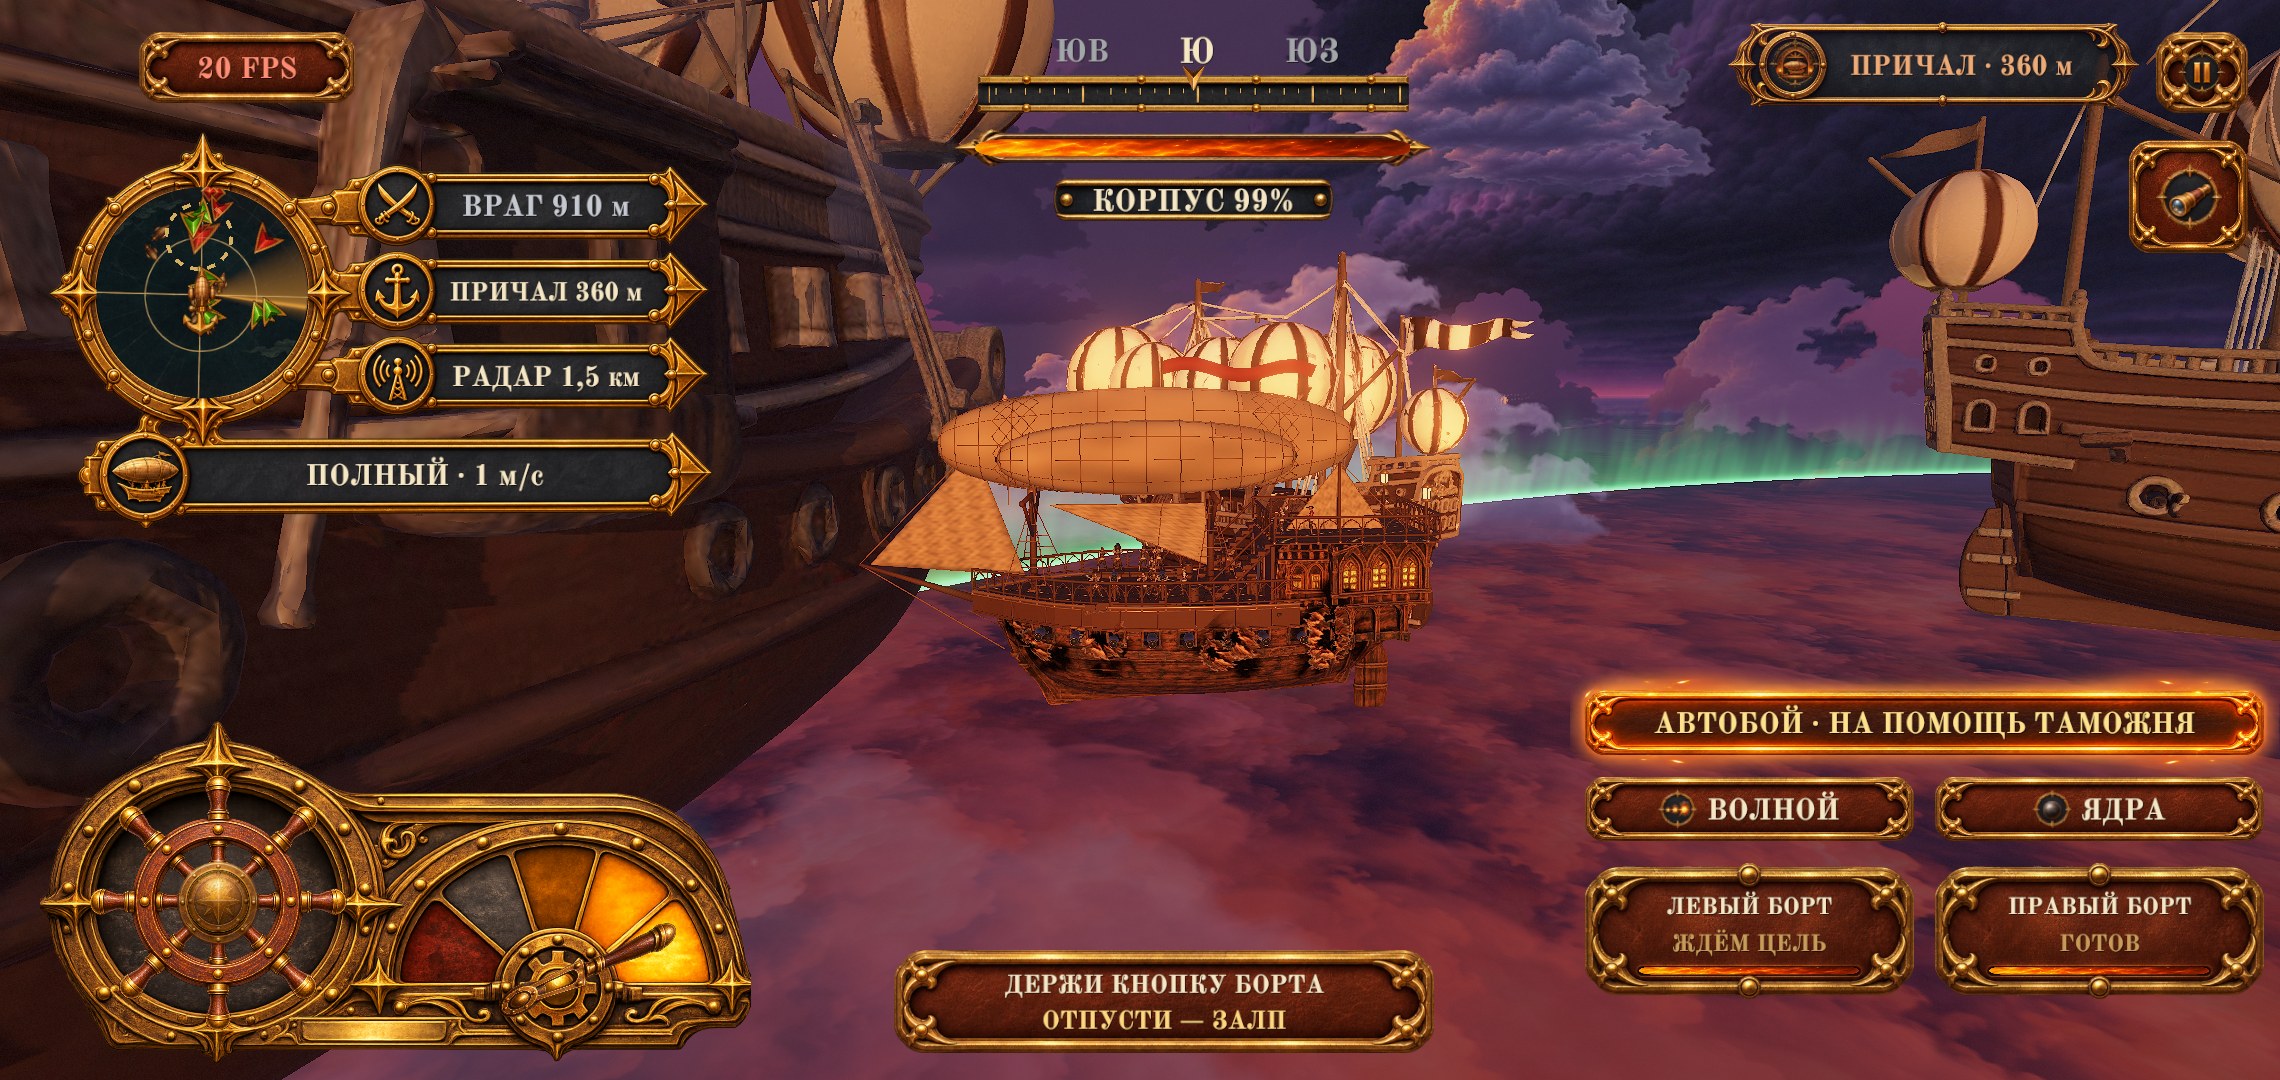 20 FPS
ЮВ Ю ЮЗ
ПРИЧАЛ · 360 м
ВРАГ 910 м
КОРПУС 99%
ПРИЧАЛ 360 м
РАДАР 1,5 км
ПОЛНЫЙ · 1 м/с
АВТОБОЙ · НА ПОМОЩЬ ТАМОЖНЯ
ВОЛНОЙ
ЯДРА
ЛЕВЫЙ БОРТ
ЖДЁМ ЦЕЛЬ
ПРАВЫЙ БОРТ
ГОТОВ
ДЕРЖИ КНОПКУ БОРТА
ОТПУСТИ — ЗАЛП